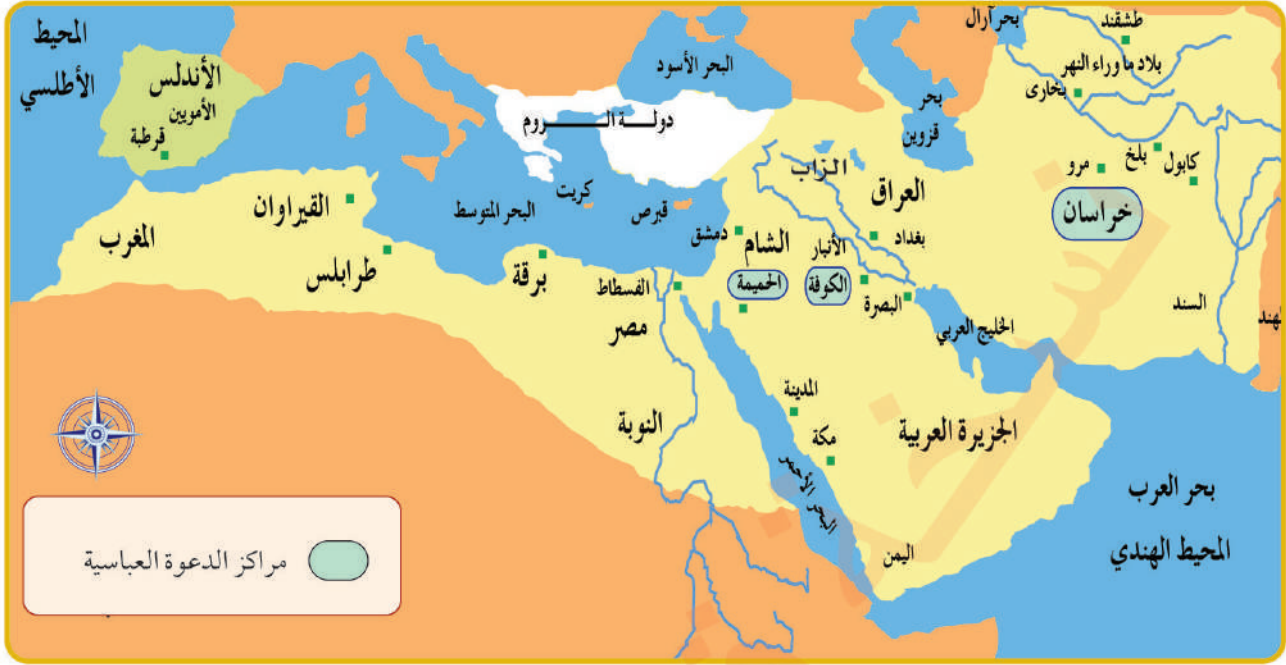 المحيط
الأطلسي
الأندلس
الأمويين
قرطبة
البحر الأسود
دولـــة الـــــــروم
بحر
قزوين
بحر آرال
طشقند
بلاد ما وراء النهر
بخارى
بلخ
كابول
مرو
خراسان
الزاب
العراق
بغداد
الأنبار
الكوفة
البصرة
الشام
دمشق
الحميمة
قبرص
كريت
البحر المتوسط
القيراوان
المغرب
طرابلس
برقة
الفسطاط
مصر
النوبة
الخليج العربي
السند
الهند
المدينة
مكة
الجزيرة العربية
البحر الأحمر
اليمن
بحر العرب
المحيط الهندي
مراكز الدعوة العباسية